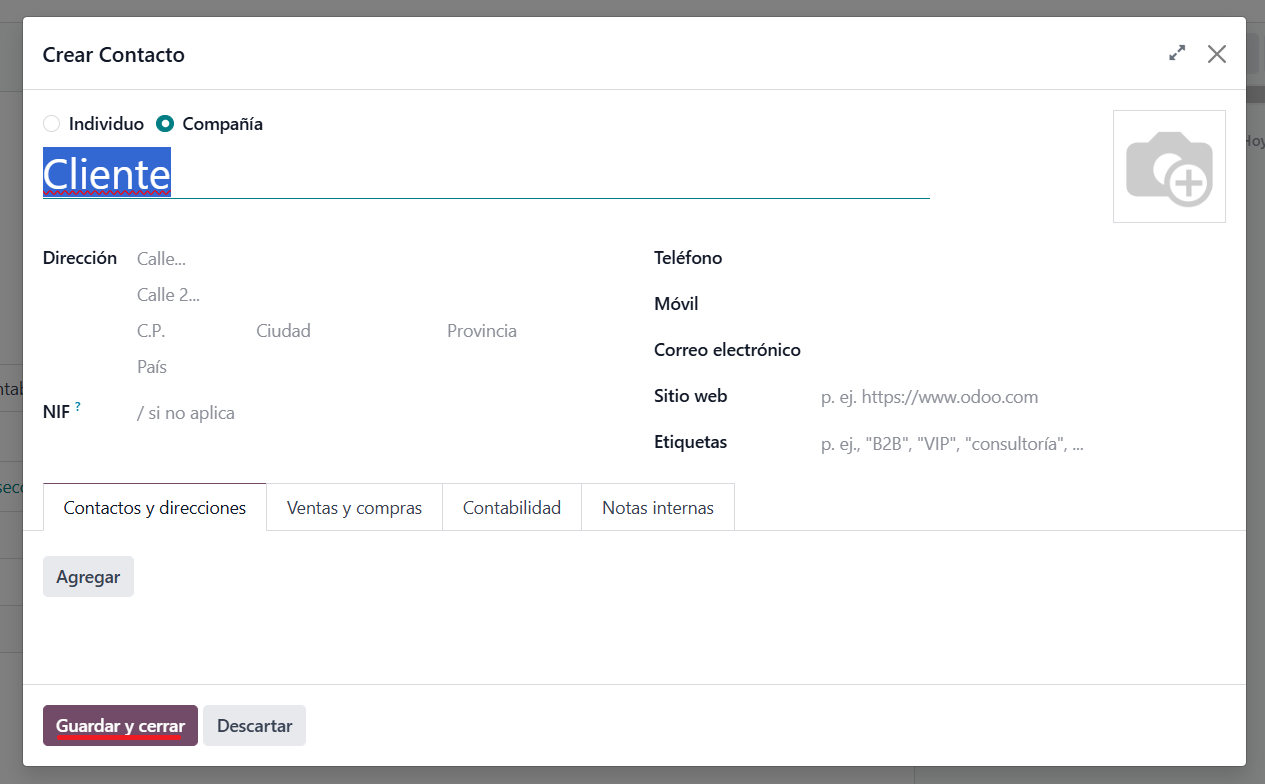 Crear Contacto
Individuo Compañía
Hoy
Cliente
Dirección Calle... Teléfono
Calle 2...
Móvil
C.P. Ciudad Provincia
Correo electrónico
País
Sitio web p. ej. https://www.odoo.com
NIF ? / si no aplica
Etiquetas p. ej., "B2B", "VIP", "consultoría", ...
Contactos y direcciones Ventas y compras Contabilidad Notas internas
Agregar
Guardar y cerrar Descartar